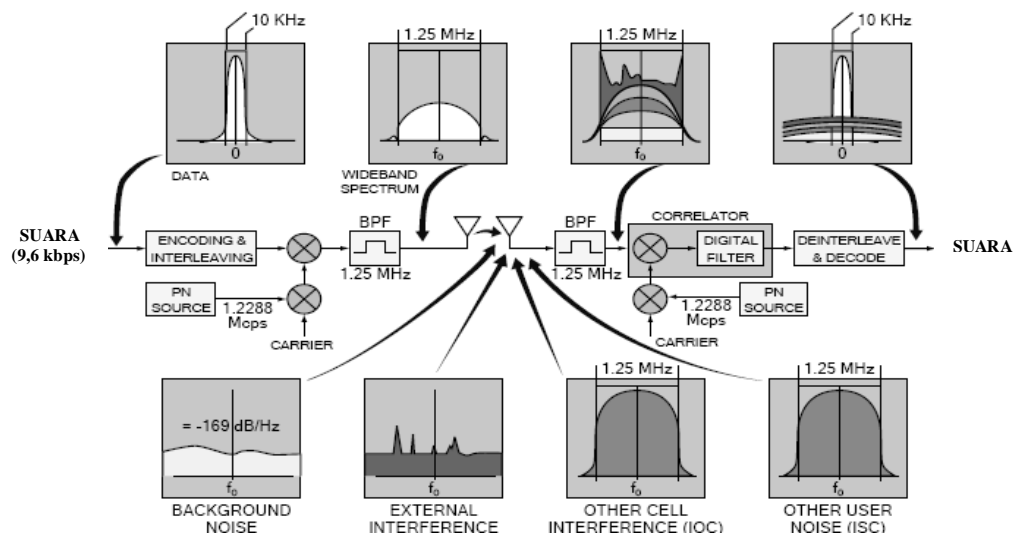 10 KHz
1.25 MHz
1.25 MHz
10 KHz
0
f₀
f₀
0
DATA
WIDEBAND
SPECTRUM
SUARA
(9,6 kbps)
ENCODING &
INTERLEAVING
BPF
1.25 MHz
BPF
1.25 MHz
CORRELATOR
DIGITAL
FILTER
DEINTERLEAVE
& DECODE
SUARA
PN
SOURCE
1.2288
Mcps
CARRIER
1.2288
Mcps
PN
SOURCE
CARRIER
= -169 dB/Hz
1.25 MHz
1.25 MHz
f₀
f₀
f₀
f₀
BACKGROUND
NOISE
EXTERNAL
INTERFERENCE
OTHER CELL
INTERFERENCE (IOC)
OTHER USER
NOISE (ISC)